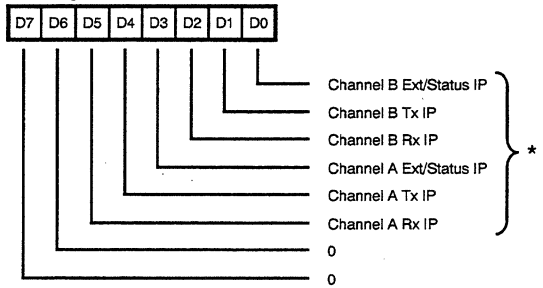 D7 D6 D5 D4 D3 D2 D1 D0
Channel B Ext/Status IP
Channel B Tx IP
Channel B Rx IP
Channel A Ext/Status IP
*
Channel A Tx IP
Channel A Rx IP
0
0